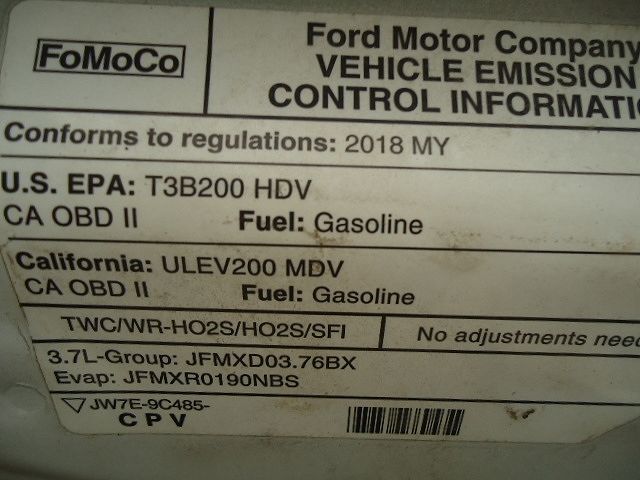 FoMoCo
Ford Motor Company
VEHICLE EMISSION
CONTROL INFORMATI
Conforms to regulations: 2018 MY
U.S. EPA: T3B200 HDV
CA OBD II Fuel: Gasoline
California: ULEV200 MDV
CA OBD II Fuel: Gasoline
TWC/WR-HO2S/HO2S/SFI No adjustments need
3.7L-Group: JFMXD03.76BX
Evap: JFMXR0190NBS
JW7E-9C485-
CPV